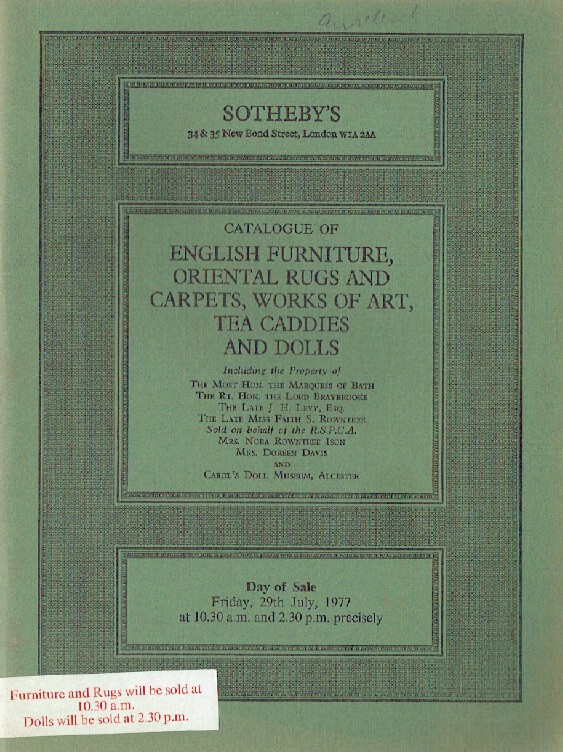 SOTHEBY'S
34 & 35 New Bond Street, London W1A 2AA
CATALOGUE OF
ENGLISH FURNITURE,
ORIENTAL RUGS AND
CARPETS, WORKS OF ART,
TEA CADDIES
AND DOLLS
Including the Property of
THE MOST HON. THE MARQUESS OF BATH
THE RT. HON. THE LORD BRAYBROOKE
THE LATE J. H. LEVY, ESQ.
THE LATE MISS FAITH S. ROWNTREE
Sold on behalf of the R.S.P.C.A.
MRS. NORA ROWNTREE ISON
MRS. DOREEN DAVIS
AND
CAROL'S DOLL MUSEUM, ALCESTER
Day of Sale
Friday, 29th July, 1977
at 10.30 a.m. and 2.30 p.m. precisely
Furniture and Rugs will be sold at
10.30 a.m.
Dolls will be sold at 2.30 p.m.